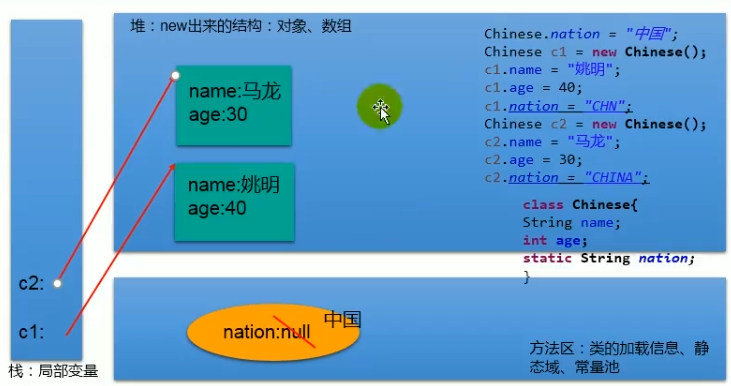 堆：new出来的结构：对象、数组
Chinese.nation = "中国";
Chinese c1 = new Chinese();
c1.name = "姚明";
c1.age = 40;
c1.nation = "CHN";
Chinese c2 = new Chinese();
c2.name = "马龙";
c2.age = 30;
c2.nation = "CHINA";
class Chinese{
String name;
int age;
static String nation;
}
name:马龙
age:30
name:姚明
age:40
c2:
c1:
栈：局部变量
nation:null
中国
方法区：类的加载信息、静
态域、常量池